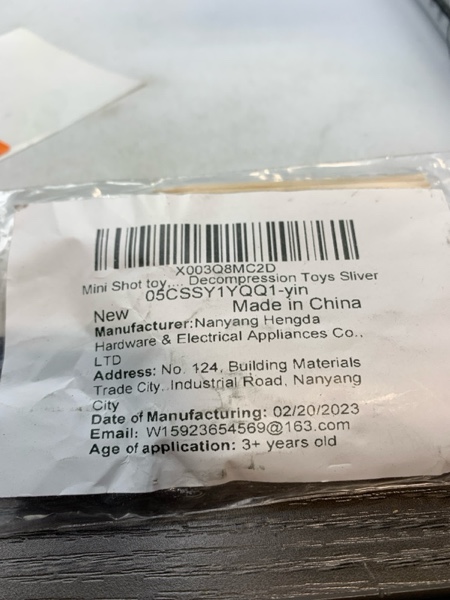 X003Q8MC2D
Mini Shot toy,... Decompression Toys Sliver
05CSSY1YQQ1-yin
New
Made in China
Manufacturer:Nanyang Hengda
Hardware & Electrical Appliances Co.,
LTD
Address: No. 124, Building Materials
Trade City, Industrial Road, Nanyang
City
Date of Manufacturing: 02/20/2023
Email: W15923654569@163.com
Age of application: 3+ years old